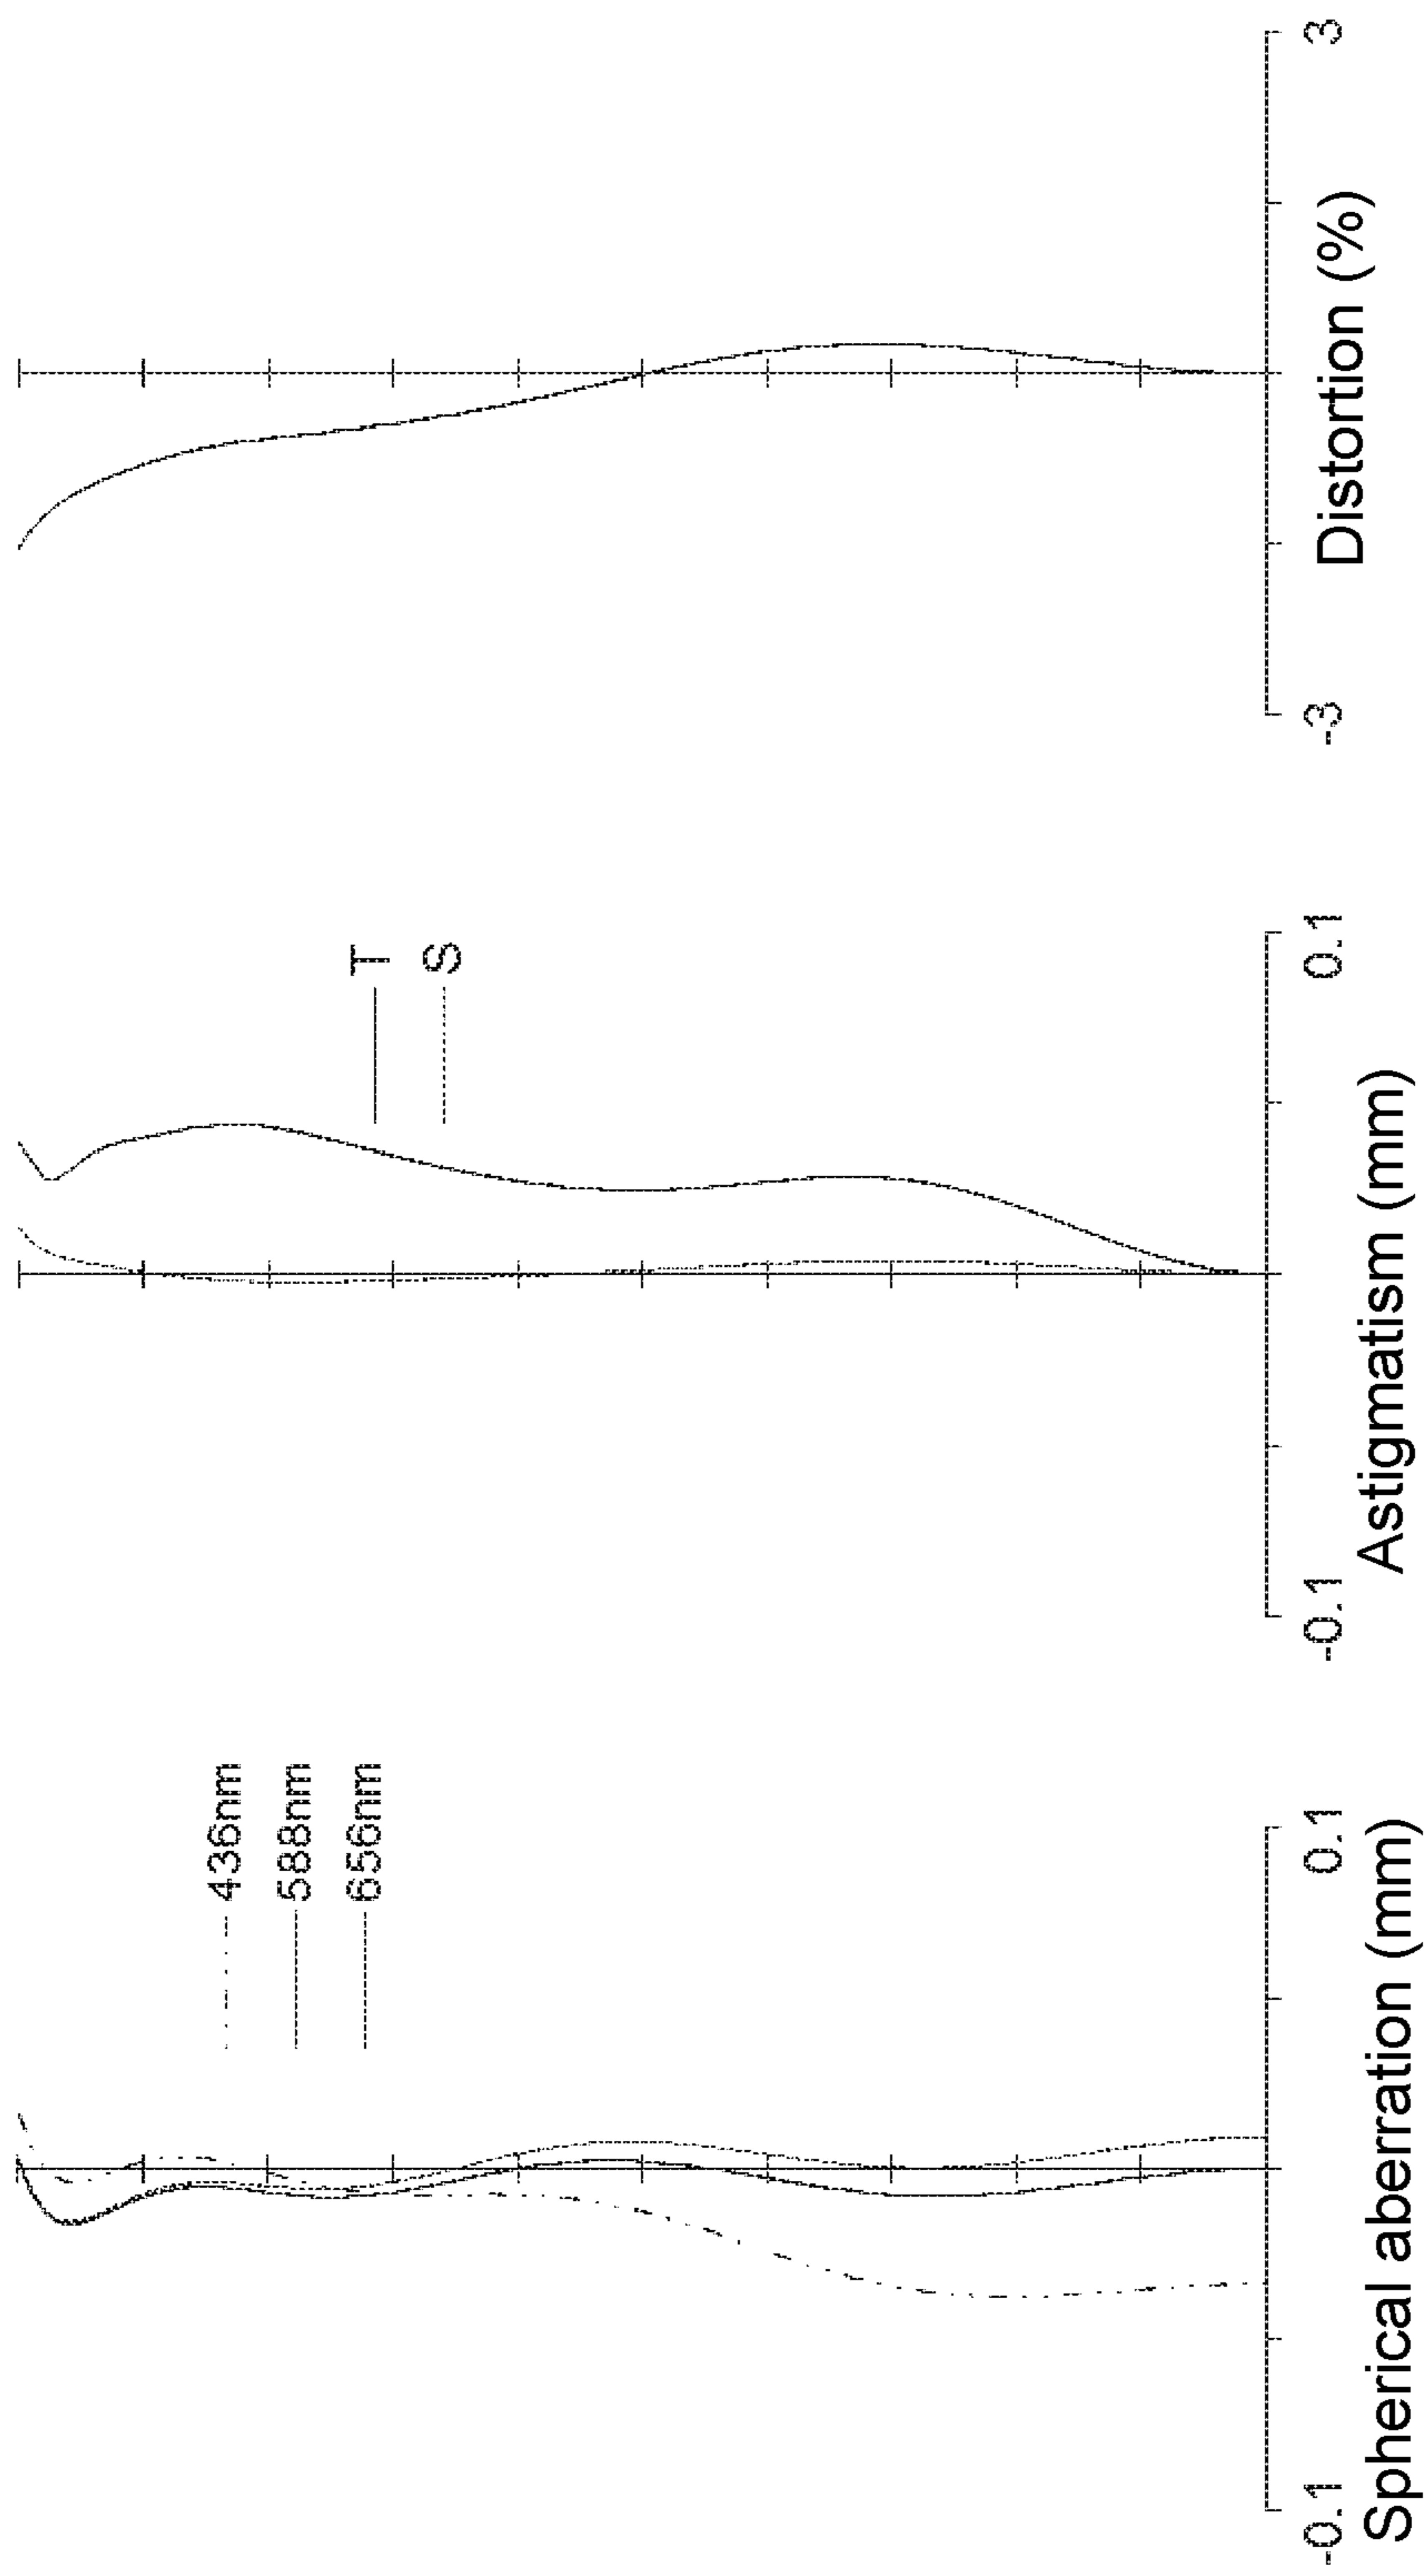 436nm
588nm
656nm
-0.1
0.1
Spherical aberration (mm)
T
S
-0.1
0.1
Astigmatism (mm)
-3
3
Distortion (%)